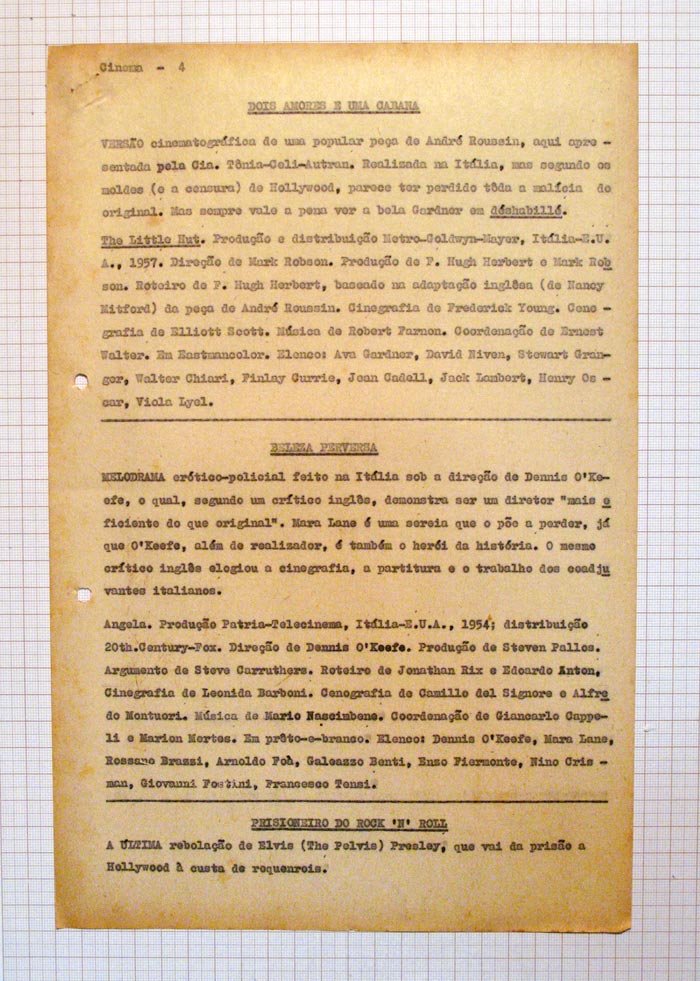 Cinema - 4
DOIS AMORES E UMA CABANA
VERSÃO cinematográfica de uma popular peça de André Roussin, aqui apre -
sentada pela Cia. Tônia-Celi-Autran. Realizada na Itália, mas segundo os
moldes (e a censura) de Hollywood, parece ter perdido tôda a malícia do
original. Mas sempre vale a pena ver a bela Gardner em déshabillé.
The Little Hut. Produção e distribuição Metro-Goldwyn-Mayer, Itália-E.U.
A., 1957. Direção de Mark Robson. Produção de F. Hugh Herbert e Mark Rob
son. Roteiro de F. Hugh Herbert, baseado na adaptação inglêsa (de Nancy
Mitford) da peça de André Roussin. Cinegrafia de Frederick Young. Ceno -
grafia de Elliott Scott. Música de Robert Farnon. Coordenação de Ernest
Walter. Em Eastmancolor. Elenco: Ava Gardner, David Niven, Stewart Gran-
ger, Walter Chiari, Finlay Currie, Jean Cadell, Jack Lambert, Henry Os -
car, Viola Lyel.
BELEZA PERVERSA
MELODRAMA erótico-policial feito na Itália sob a direção de Dennis O'Ke-
efe, o qual, segundo um crítico inglês, demonstra ser um diretor "mais e
ficiente do que original". Mara Lane é uma sereia que o põe a perder, já
que O'Keefe, além de realizador, é também o herói da história. O mesmo
crítico inglês elogiou a cinegrafia, a partitura e o trabalho dos coadju
vantes italianos.
Angela. Produção Patria-Telecinema, Itália-E.U.A., 1954; distribuição
20th.Century-Fox. Direção de Dennis O'Keefe. Produção de Steven Pallos.
Argumento de Steve Carruthers. Roteiro de Jonathan Rix e Edoardo Anton,
Cinegrafia de Leonida Barboni. Cenografia de Camillo del Signore e Alfre
do Montuori. Música de Mario Nascimbene. Coordenação de Giancarlo Cappe-
li e Marion Mertes. Em prêto-e-branco. Elenco: Dennis O'Keefe, Mara Lane,
Rossano Brazzi, Arnoldo Foà, Galeazzo Benti, Enzo Fiermonte, Nino Cris -
man, Giovanni Fostini, Francesco Tensi.
PRISIONEIRO DO ROCK 'N' ROLL
A ÚLTIMA rebolação de Elvis (The Pelvis) Presley, que vai da prisão a
Hollywood à custa de roquenrois.